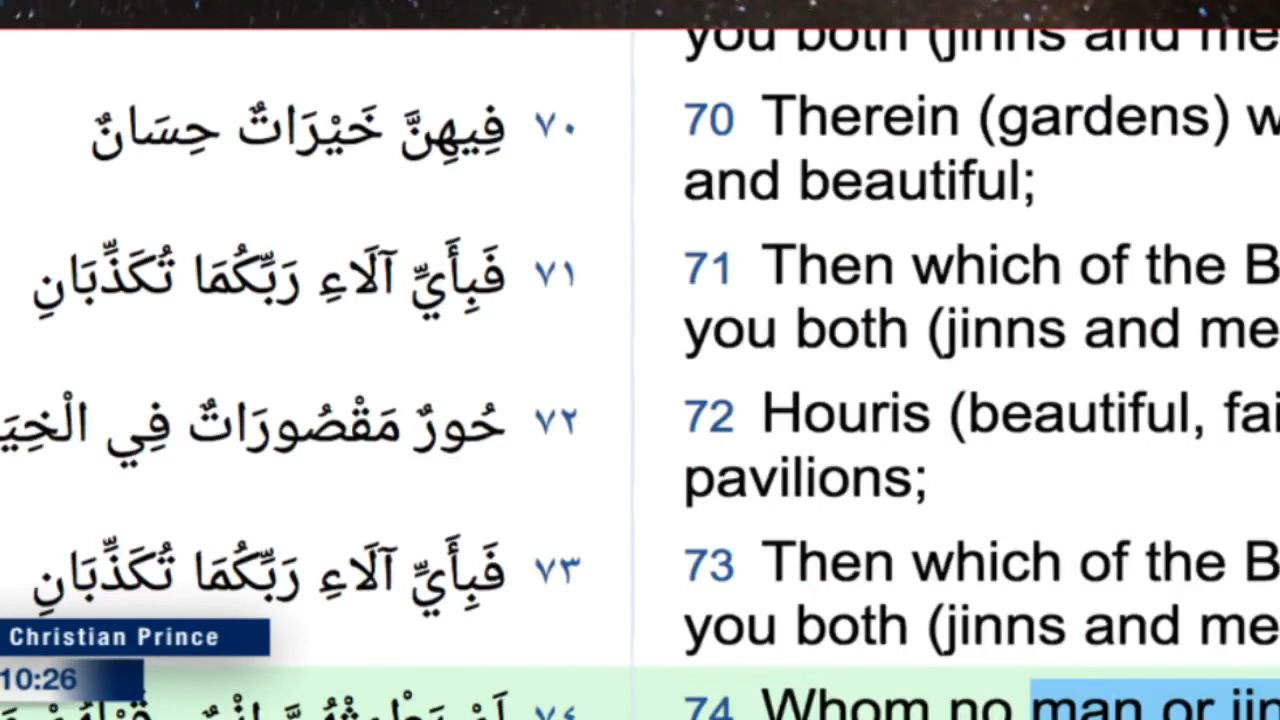 you both (jinns and me
فِيهِنَّ خَيْرَاتٌ حِسَانٌ ٧٠
70 Therein (gardens) w
and beautiful;
فَبِأَيِّ آلَاءِ رَبِّكُمَا تُكَذِّبَانِ ٧١
71 Then which of the B
you both (jinns and me
حُورٌ مَقْصُورَاتٌ فِي الْخِيَ ٧٢
72 Houris (beautiful, fai
pavilions;
فَبِأَيِّ آلَاءِ رَبِّكُمَا تُكَذِّبَانِ ٧٣
73 Then which of the B
you both (jinns and me
Christian Prince
10:26
لَمْ يَطْمِثْهُنَّ إِنْسٌ قَبْلَهُمْ ٧٤
74 Whom no man or jin